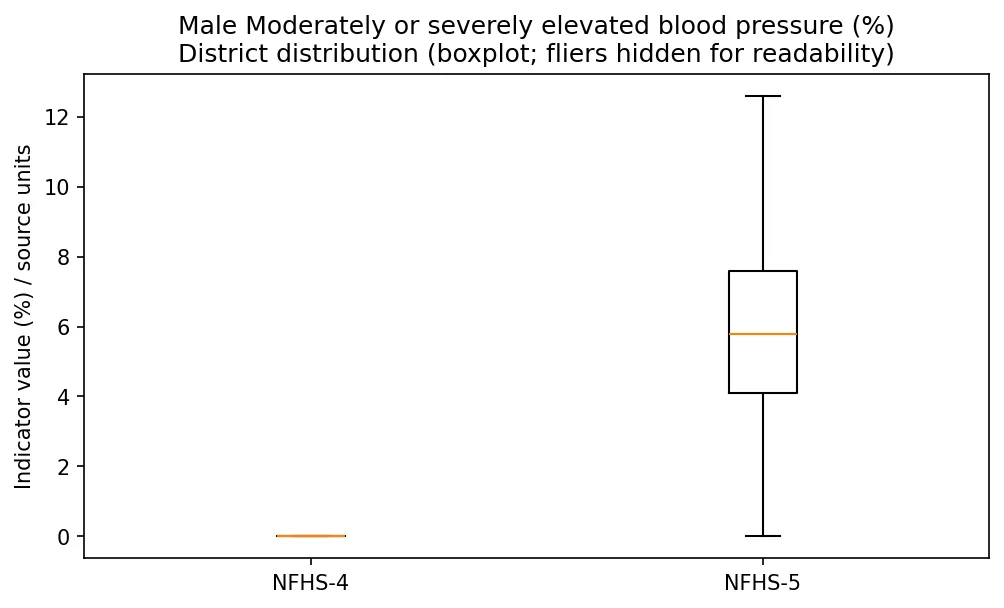 Male Moderately or severely elevated blood pressure (%)
District distribution (boxplot; fliers hidden for readability)
Indicator value (%) / source units
12
10
8
6
4
2
0
NFHS-4
NFHS-5